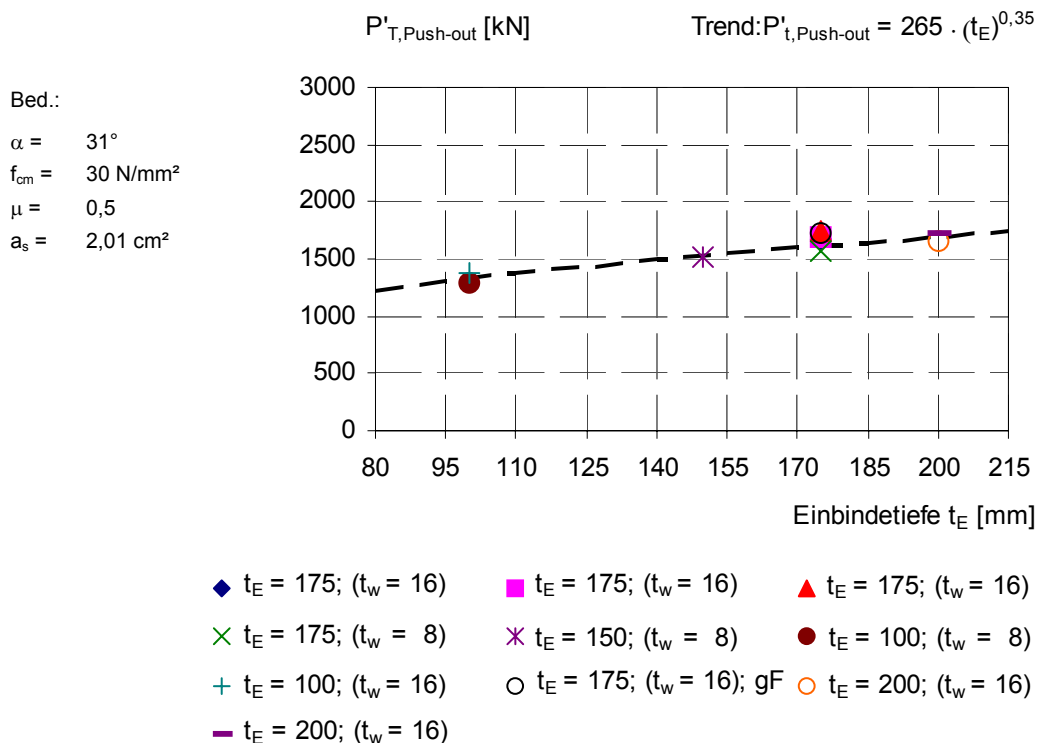 P'T,Push-out [kN] Trend:P't,Push-out = 265 · (tE)0,35
Bed.:
α = 31°
fcm = 30 N/mm²
μ = 0,5
as = 2,01 cm²
3000
2500
2000
1500
1000
500
0
80 95 110 125 140 155 170 185 200 215
Einbindetiefe tE [mm]
tE = 175; (tw = 16) tE = 175; (tw = 16) tE = 175; (tw = 16)
tE = 175; (tw = 8) tE = 150; (tw = 8) tE = 100; (tw = 8)
tE = 100; (tw = 16) tE = 175; (tw = 16); gF tE = 200; (tw = 16)
tE = 200; (tw = 16)